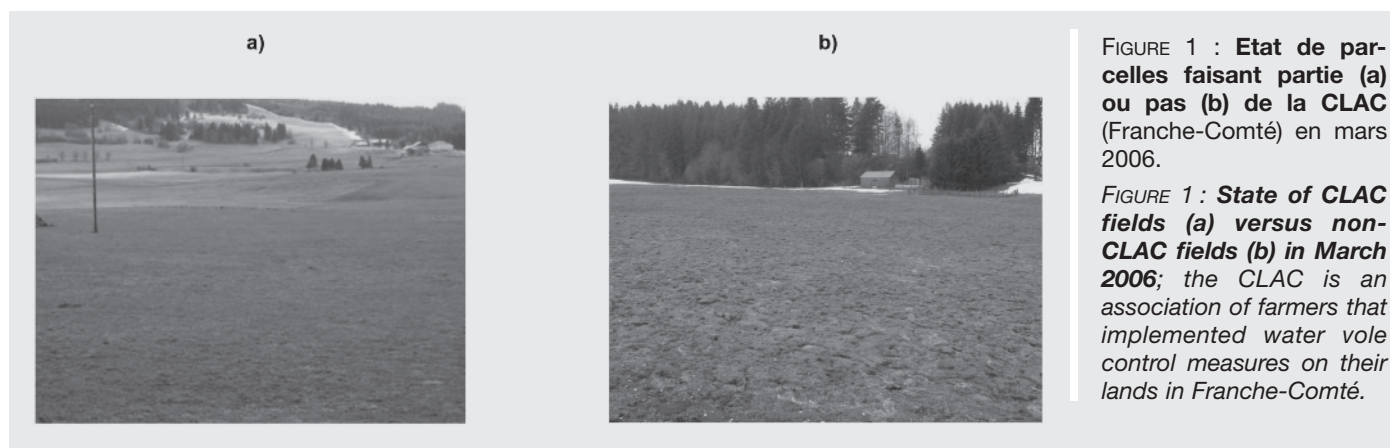 a)
b)
FIGURE 1 : Etat de par-
celles faisant partie (a)
ou pas (b) de la CLAC
(Franche-Comté) en mars
2006.
FIGURE 1 : State of CLAC
fields (a) versus non-
CLAC fields (b) in March
2006; the CLAC is an
association of farmers that
implemented water vole
control measures on their
lands in Franche-Comté.